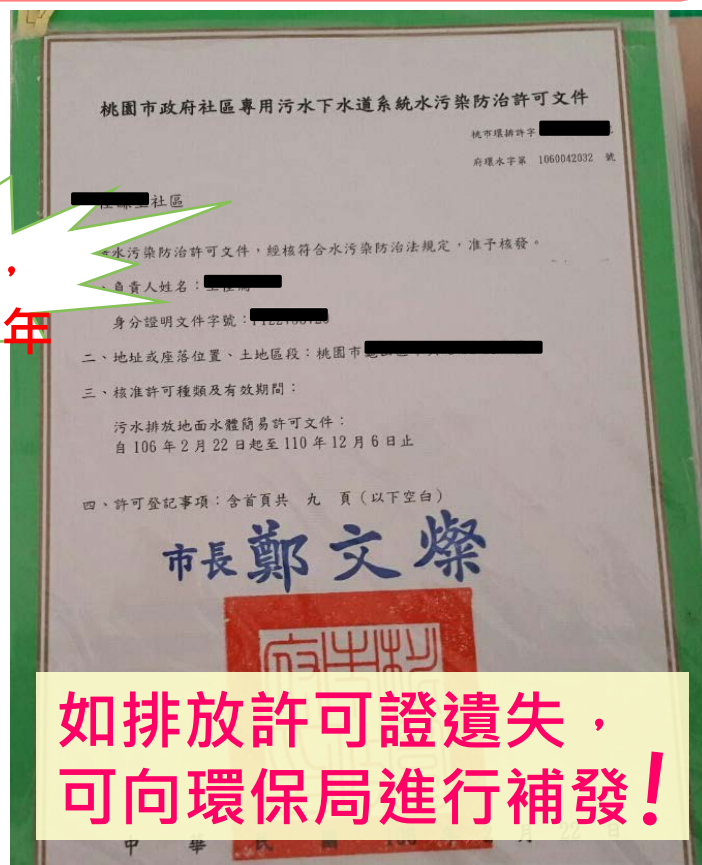 桃園市政府社區專用污水下水道系統水污染防治許可文件
桃市環排許字
府環水字第 1060042032 號
社區
水污染防治許可文件，經核符合水污染防治法規定，准予核發。
，
年
、負責人姓名：
身分證明文件字號：
二、地址或座落位置、土地區段：桃園市
三、核准許可種類及有效期間：
污水排放地面水體簡易許可文件：
自 106 年 2 月 22 日起至 110 年 12 月 6 日止
四、許可登記事項：含首頁共 九 頁（以下空白）
市長 鄭文燦
如排放許可證遺失，
可向環保局進行補發！
中 華 民 月 22 日